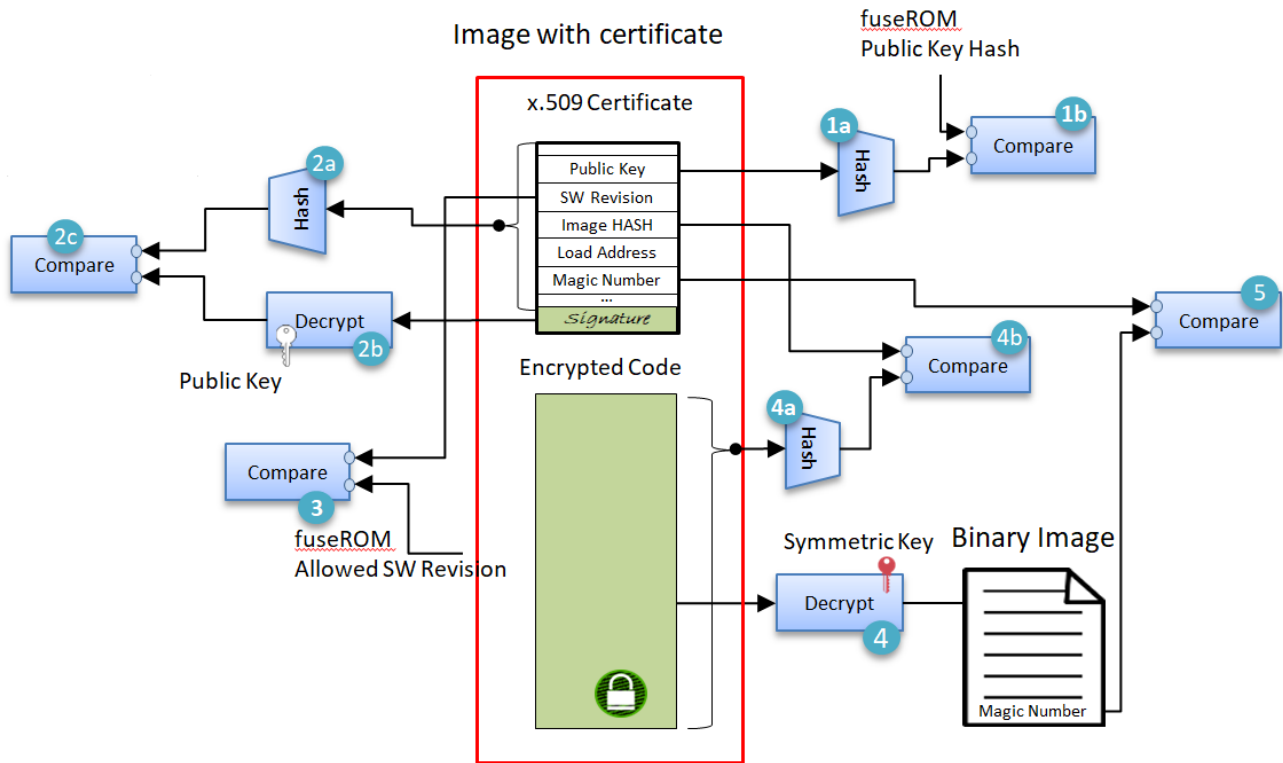 Image with certificate
fuseROM
Public Key Hash
x.509 Certificate
1a
Hash
1b
Compare
2a
Hash
Public Key
SW Revision
Image HASH
Load Address
Magic Number
...
Signature
2c
Compare
Decrypt
2b
Public Key
5
Compare
4b
Compare
Encrypted Code
4a
Hash
Compare
3
fuseROM
Allowed SW Revision
Symmetric Key
Decrypt
4
Binary Image
Magic Number